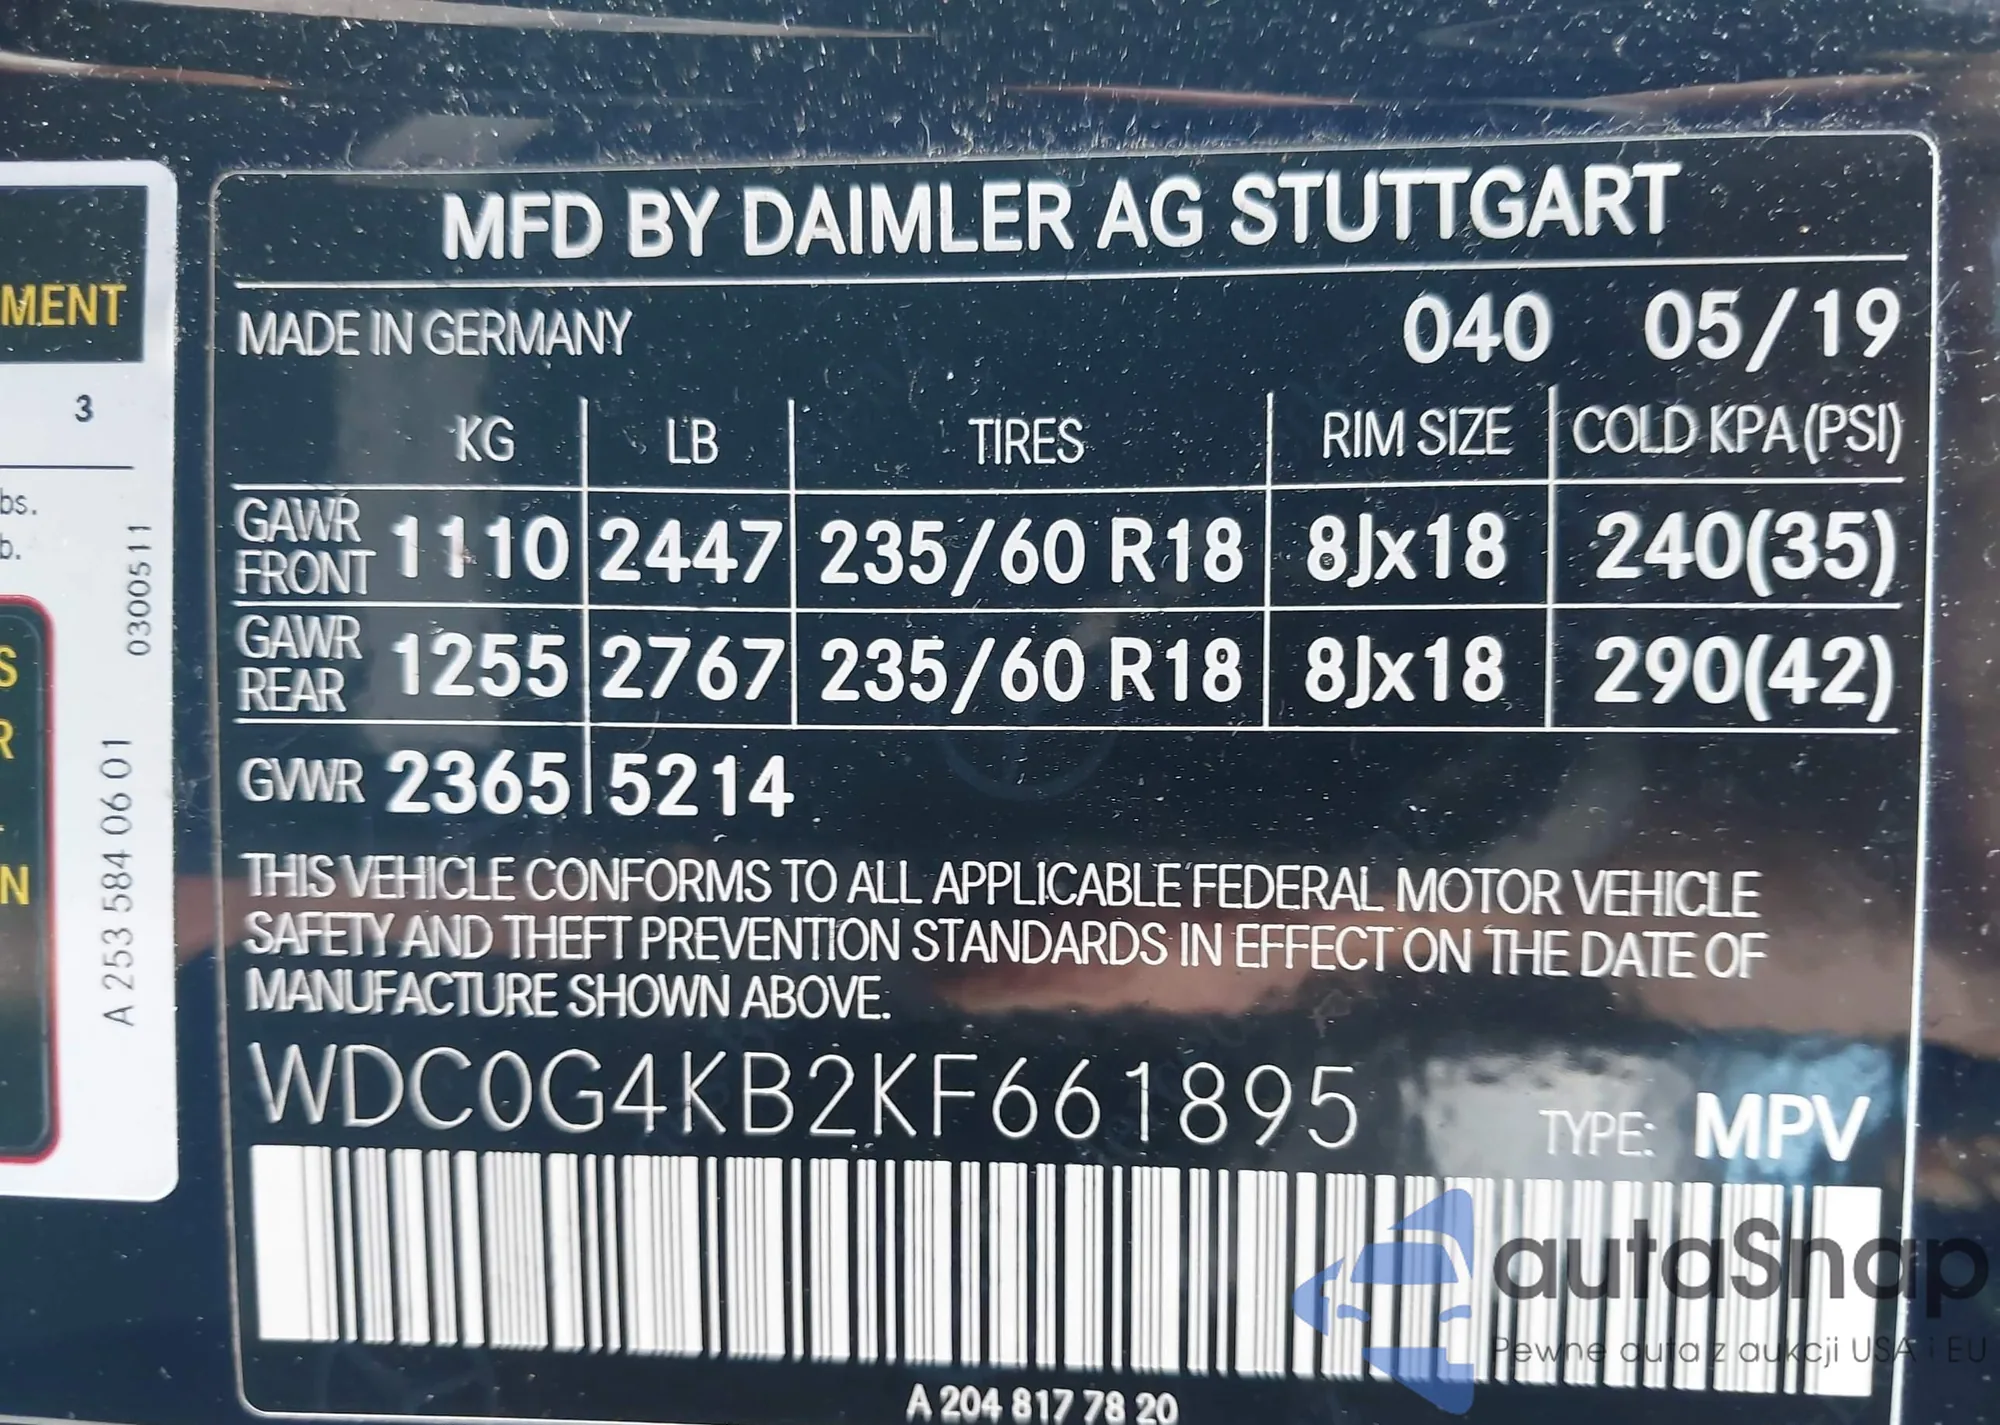 MFD BY DAIMLER AG STUTTGART
MADE IN GERMANY 040 05/19
KG LB TIRES RIM SIZE COLD KPA (PSI)
GAWR FRONT 1110 2447 235/60 R18 8Jx18 240(35)
GAWR REAR 1255 2767 235/60 R18 8Jx18 290(42)
GVWR 2365 5214
THIS VEHICLE CONFORMS TO ALL APPLICABLE FEDERAL MOTOR VEHICLE
SAFETY AND THEFT PREVENTION STANDARDS IN EFFECT ON THE DATE OF
MANUFACTURE SHOWN ABOVE.
WDC0G4KB2KF661895 TYPE: MPV
A 204 817 78 20
MENT
3
bs.
b.
0300511
A 253 584 06 01
S
R
N
autaSnap
Pewne auta z aukcji USA i EU